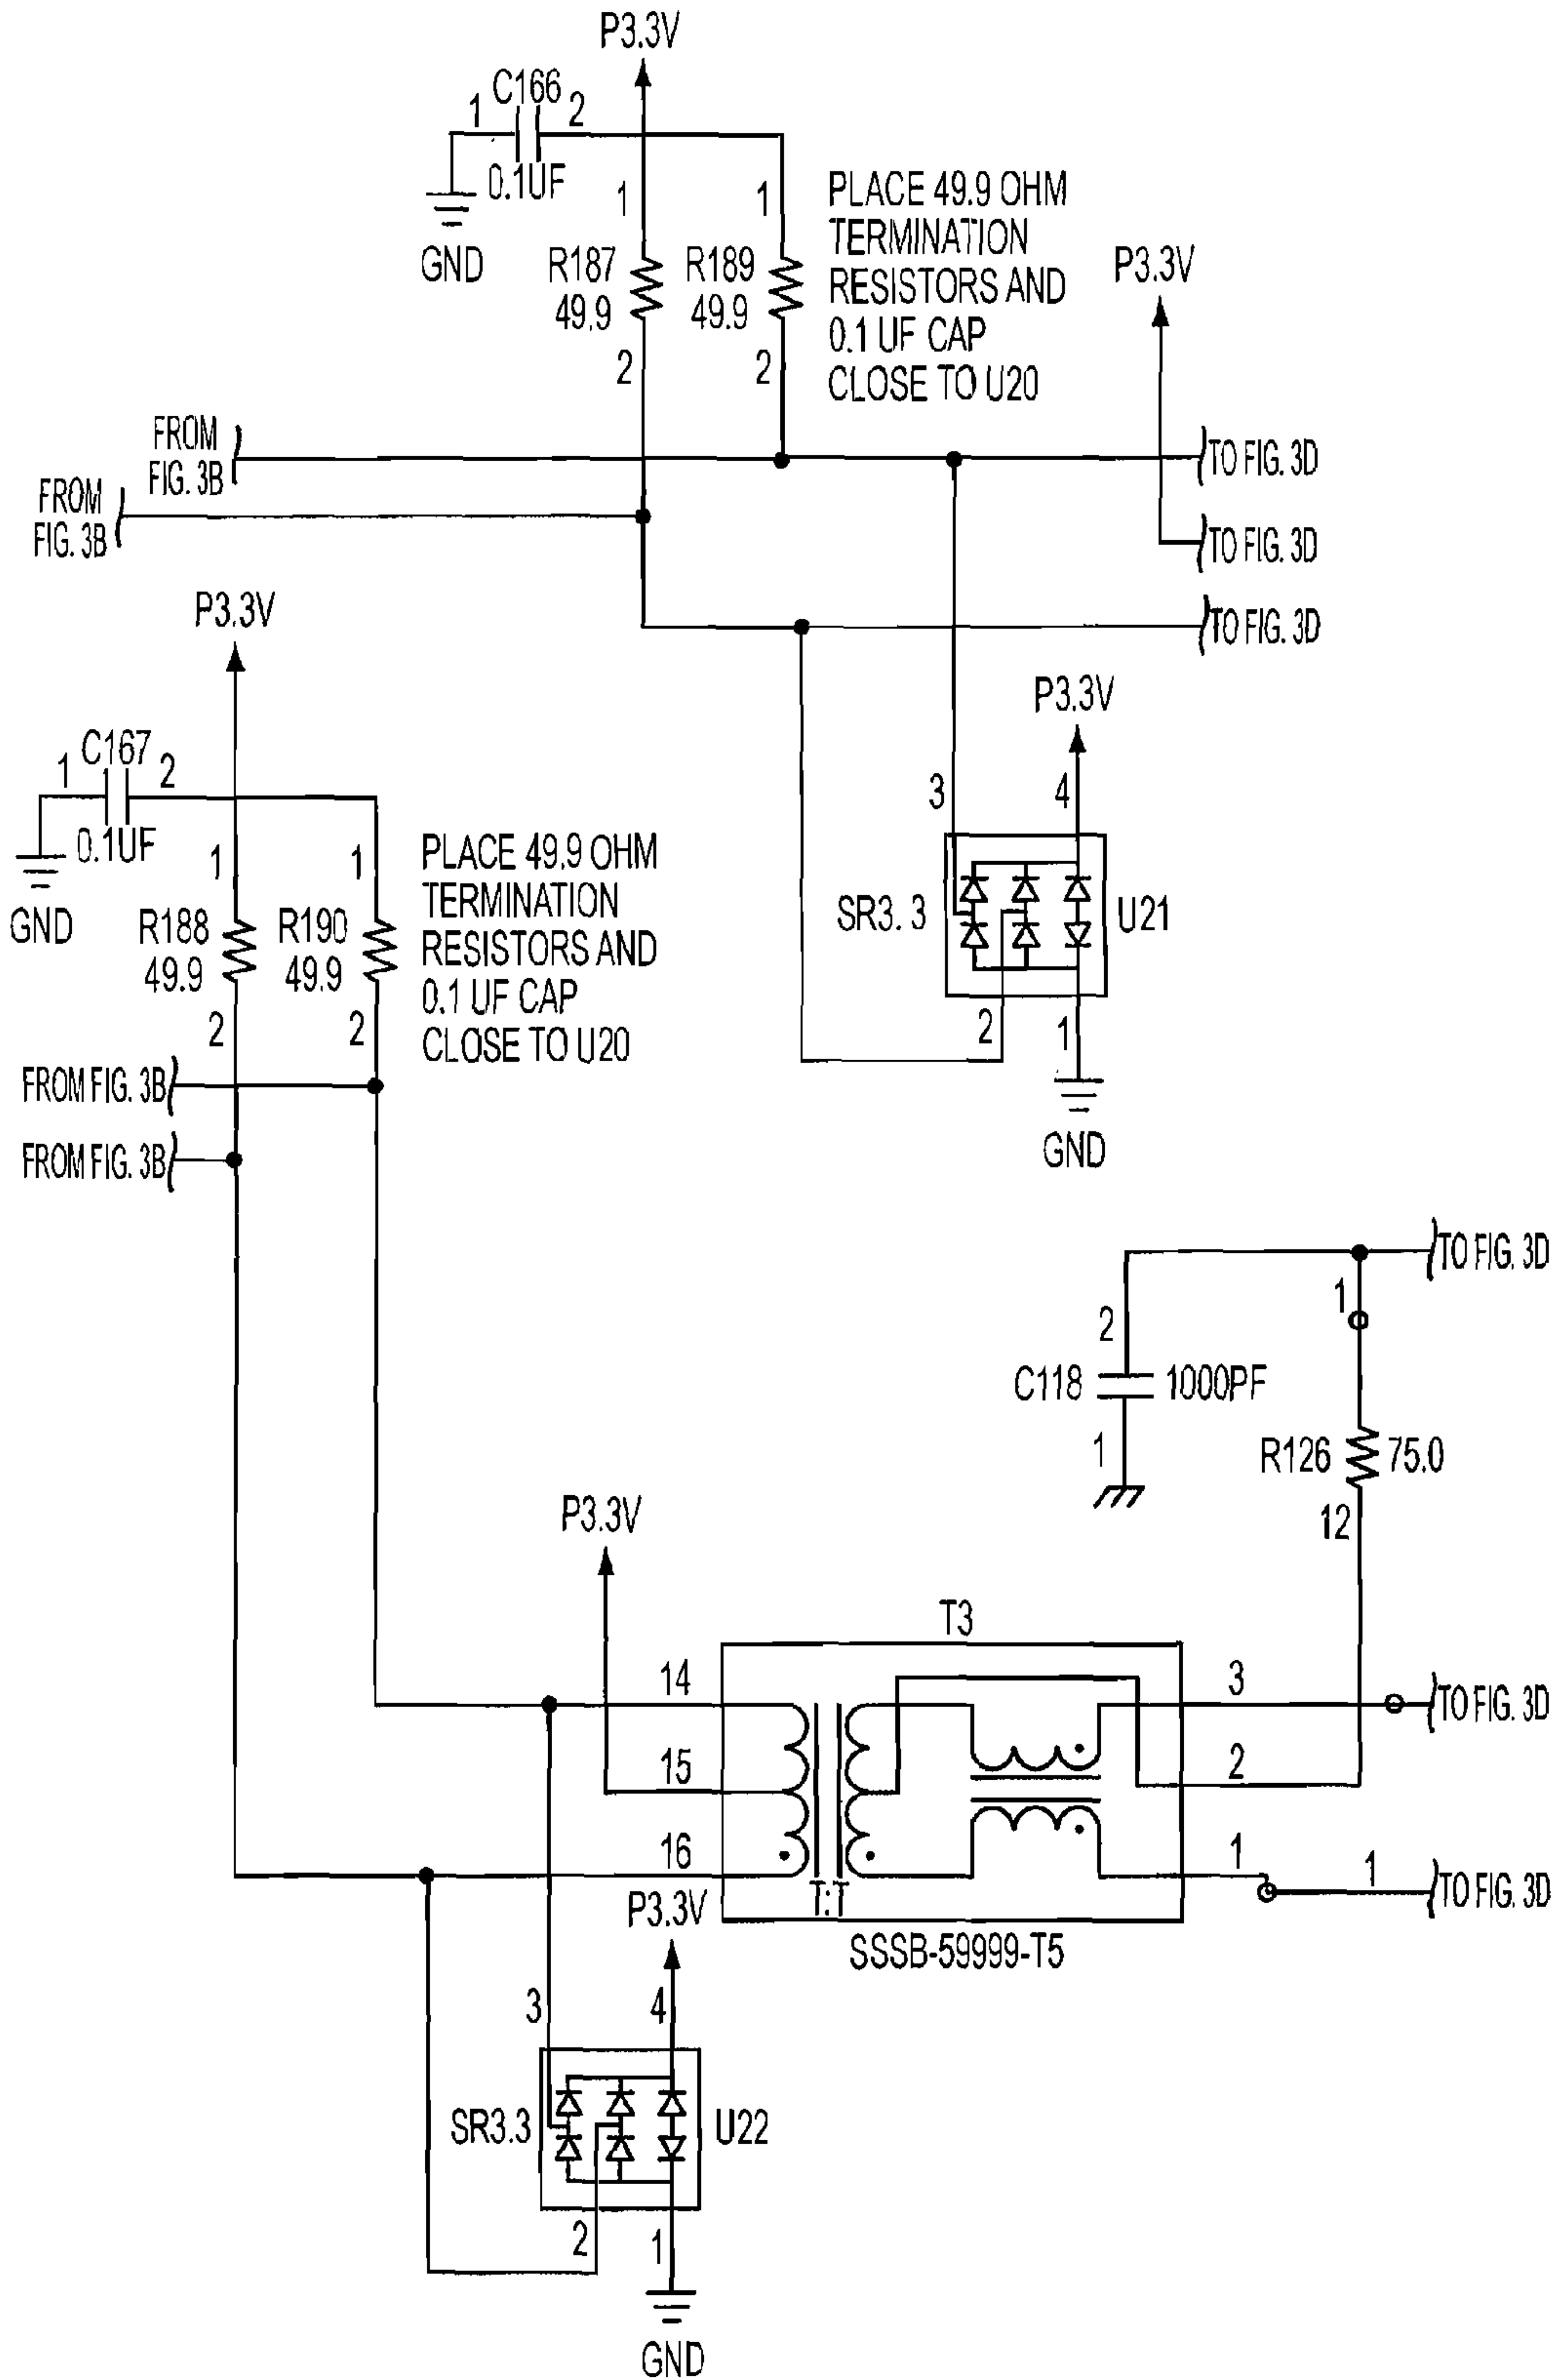 P3.3V
C166
1
2
0.1UF
GND
1
1
R187
49.9
R189
49.9
2
2
PLACE 49.9 OHM
TERMINATION
RESISTORS AND
0.1 UF CAP
CLOSE TO U20
P3.3V
FROM
FIG. 3B
FROM
FIG. 3B
TO FIG. 3D
TO FIG. 3D
TO FIG. 3D
P3.3V
C167
1
2
0.1UF
GND
1
1
R188
49.9
R190
49.9
2
2
PLACE 49.9 OHM
TERMINATION
RESISTORS AND
0.1 UF CAP
CLOSE TO U20
P3.3V
3
4
SR3. 3
U21
2
1
GND
FROM FIG. 3B
FROM FIG. 3B
TO FIG. 3D
1
2
C118
1000PF
1
R126
75.0
12
P3.3V
T3
14
3
TO FIG. 3D
15
2
16
1
1
TO FIG. 3D
T:T
SSSB-59999-T5
P3.3V
3
4
SR3.3
U22
2
1
GND